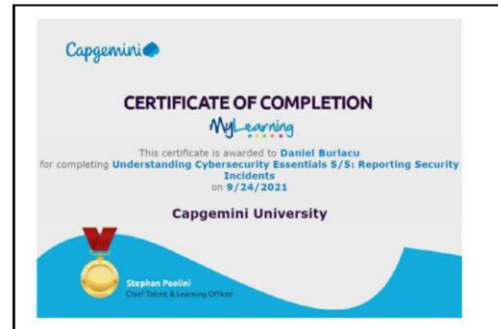 Capgemini
CERTIFICATE OF COMPLETION
MyLearning
This certificate is awarded to Daniel Burlacu
for completing Understanding Cybersecurity Essentials 5/5: Reporting Security
Incidents
on 9/24/2021
Capgemini University
Stephan Paolini
Chief Talent & Learning Officer